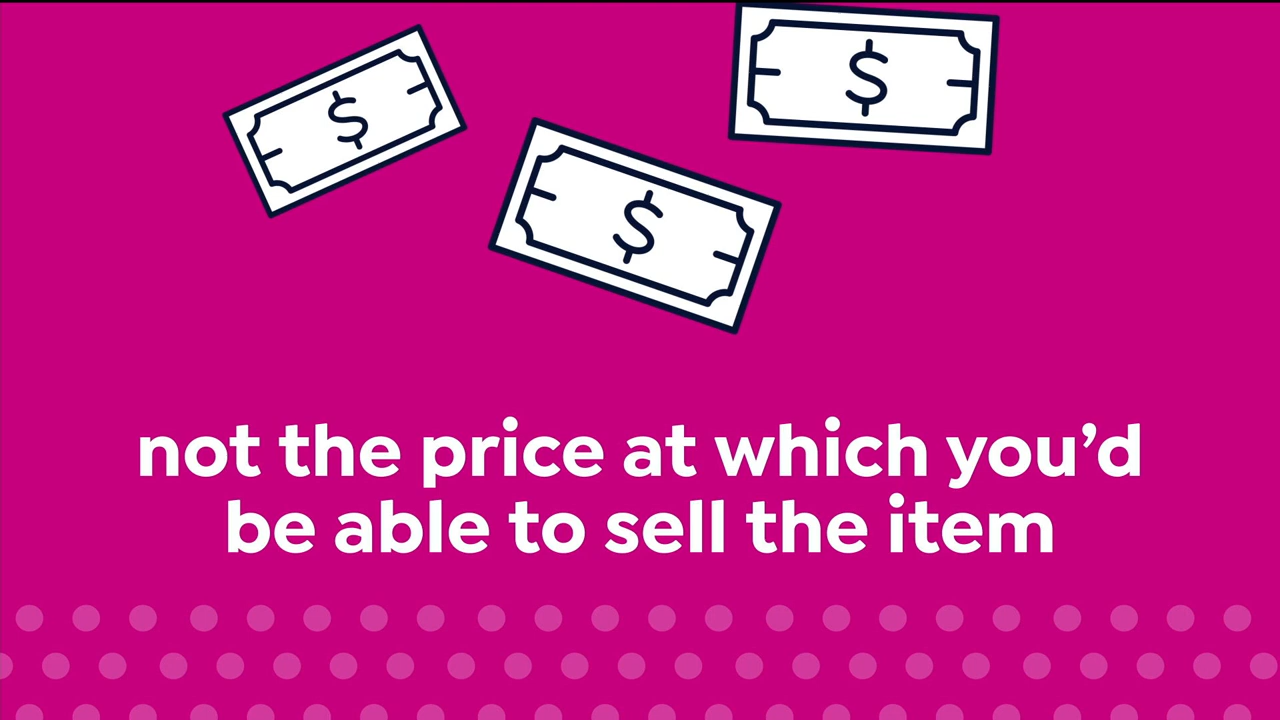 $
$
$
not the price at which you’d
be able to sell the item